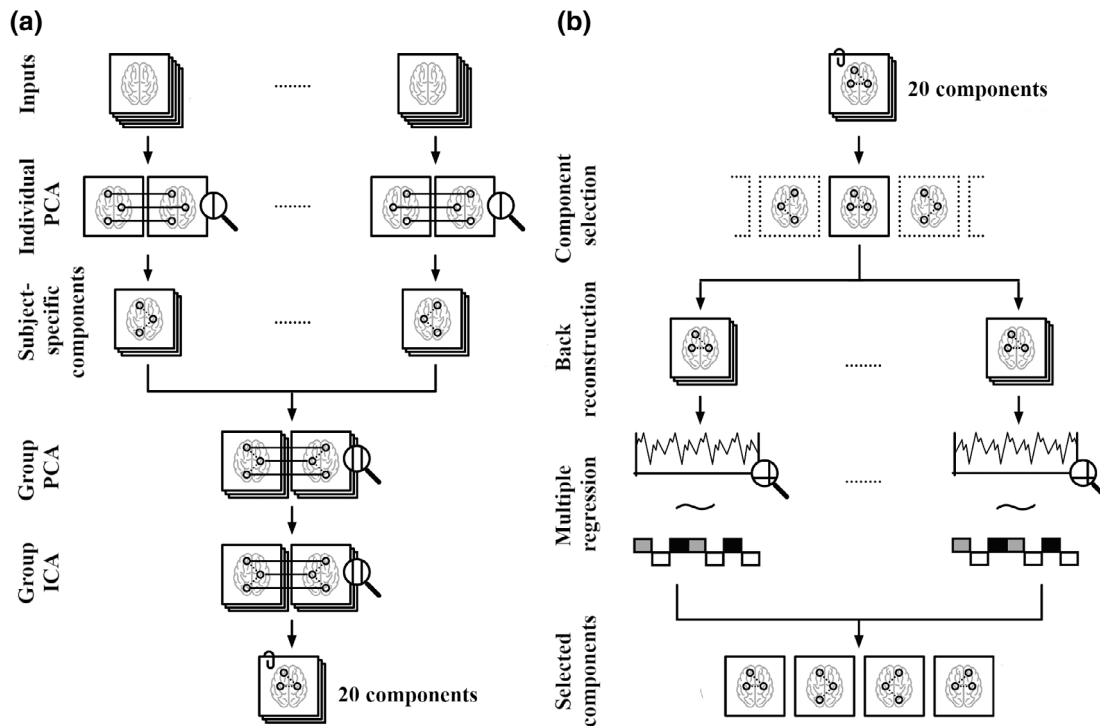 (a)
Inputs
Individual
PCA
Subject-
specific
components
Group
PCA
Group
ICA
20 components
(b)
20 components
Component
selection
Back
reconstruction
Multiple
regression
Selected
components